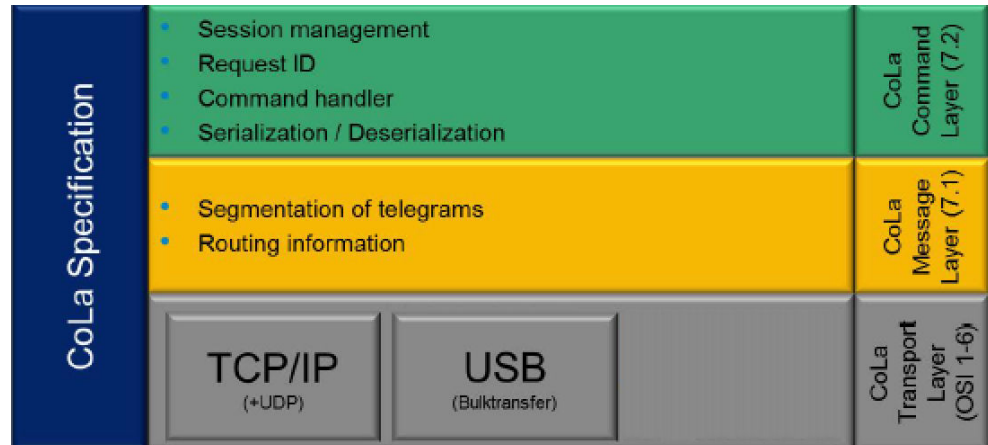 CoLa Specification
Session management
Request ID
Command handler
Serialization / Deserialization
CoLa
Command
Layer (7.2)
Segmentation of telegrams
Routing information
CoLa
Message
Layer (7.1)
TCP/IP
(+UDP)
USB
(Bulktransfer)
CoLa
Transport
Layer
(OSI 1-6)